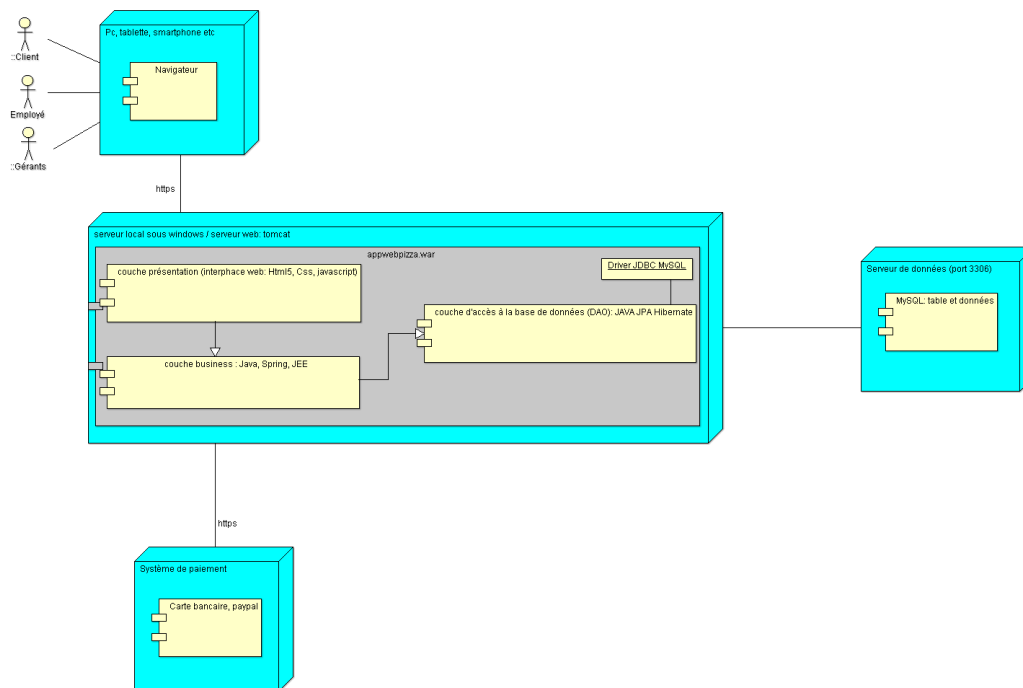 Pc, tablette, smartphone etc
Navigateur
::Client
Employé
::Gérants
https
serveur local sous windows / serveur web: tomcat
appwebpizza.war
couche présentation (interphace web: Html5, Css, javascript)
Driver JDBC MySQL
couche d'accès à la base de données (DAO): JAVA JPA Hibernate
couche business : Java, Spring, JEE
Serveur de données (port 3306)
MySQL: table et données
https
Système de paiement
Carte bancaire, paypal